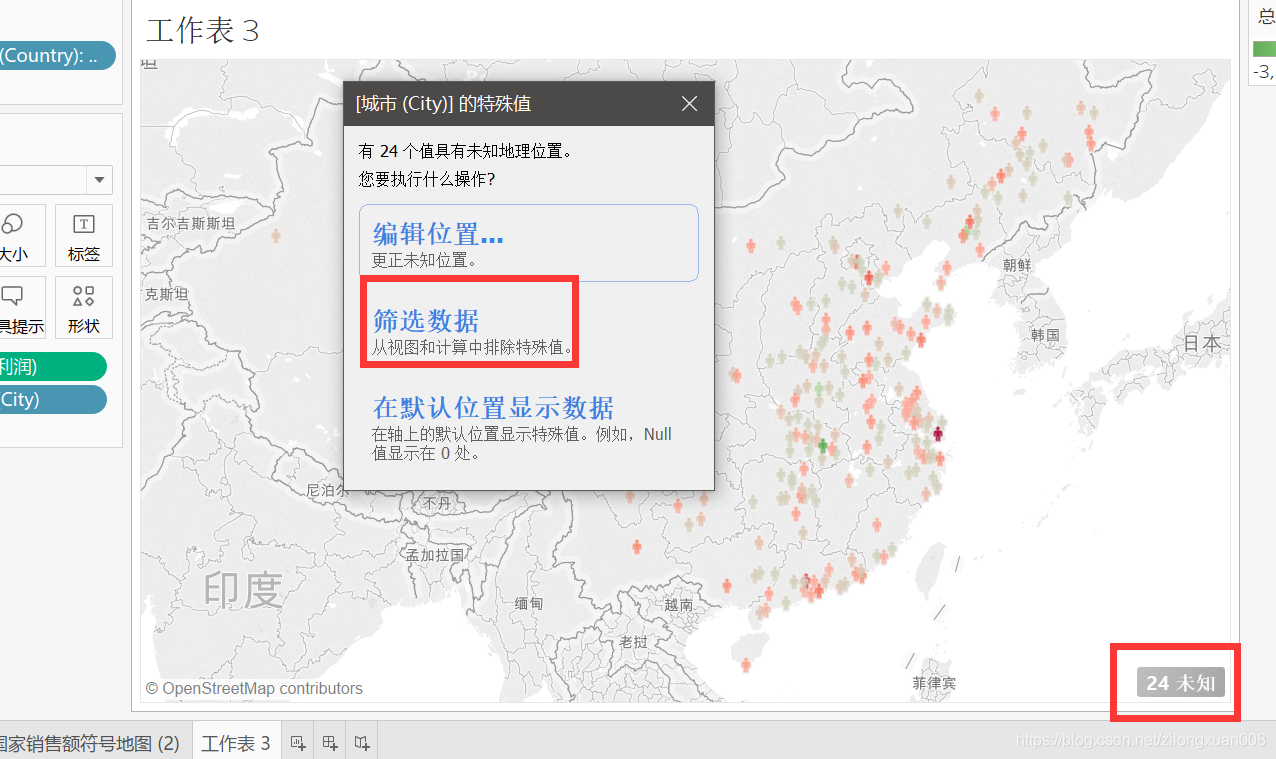 工作表 3
总
(Country): ..
-3,
坦
[城市 (City)] 的特殊值
有 24 个值具有未知地理位置。
您要执行什么操作?
编辑位置...
更正未知位置。
筛选数据
从视图和计算中排除特殊值。
在默认位置显示数据
在轴上的默认位置显示特殊值。例如，Null
值显示在 0 处。
大小
T
标签
具提示
形状
利润)
City)
吉尔吉斯斯坦
克斯坦
朝鲜
韩国
日本
尼泊尔
不丹
孟加拉国
印度
缅甸
越南
老挝
菲律宾
24 未知
© OpenStreetMap contributors
国家销售额符号地图 (2)
工作表 3
https://blog.csdn.net/zilongxuan008